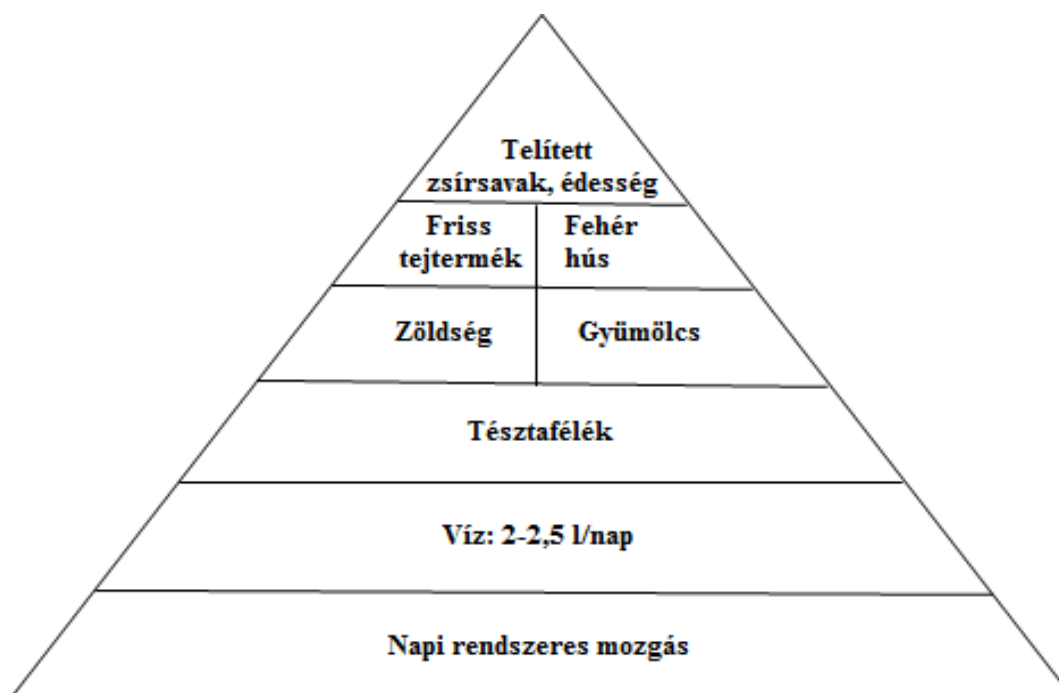 Telített
zsírsavak, édesség
Friss
tejtermék
Fehér
hús
Zöldség
Gyümölcs
Tésztafélék
Víz: 2-2,5 l/nap
Napi rendszeres mozgás